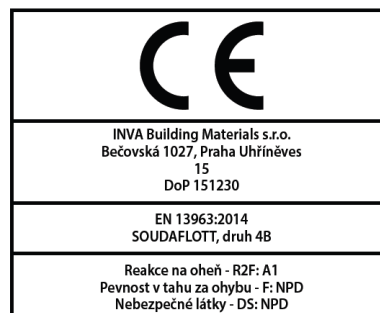 CE
INVA Building Materials s.r.o.
Bečovská 1027, Praha Uhříněves
15
DoP 151230
EN 13963:2014
SOUDAFLOTT, druh 4B
Reakce na oheň - R2F: A1
Pevnost v tahu za ohybu - F: NPD
Nebezpečné látky - DS: NPD